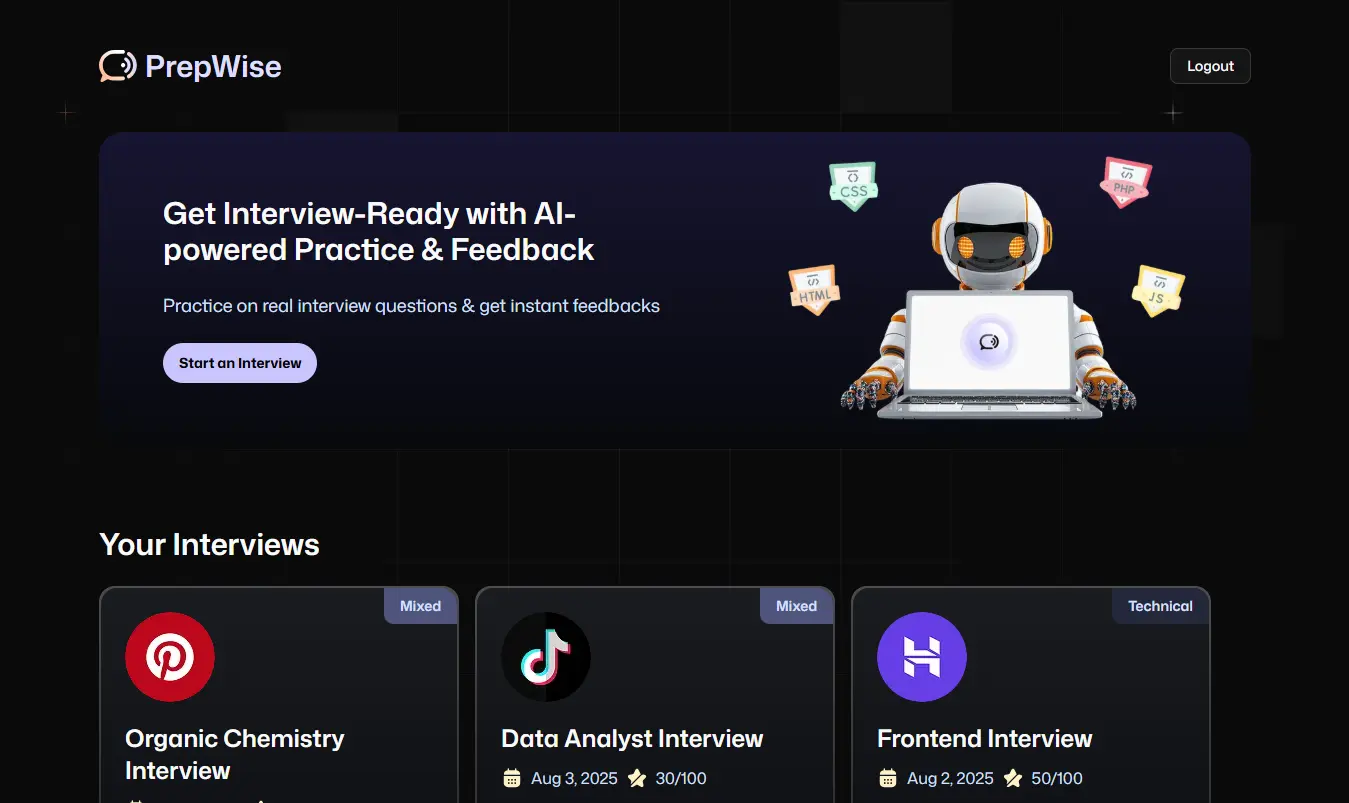 PrepWise
Logout
Get Interview-Ready with AI-
powered Practice & Feedback
Practice on real interview questions & get instant feedbacks
Start an Interview
CSS
PHP
HTML
JS
Your Interviews
Mixed
Mixed
Technical
Organic Chemistry
Interview
Data Analyst Interview
Aug 3, 2025 30/100
Frontend Interview
Aug 2, 2025 50/100